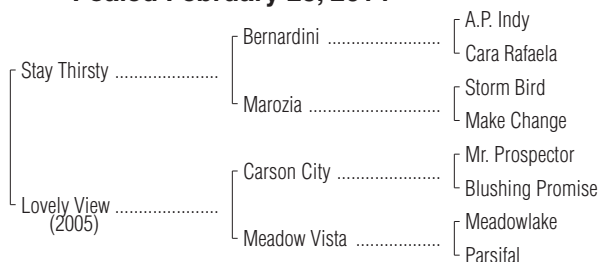 Foaled February
A.P. Indy
Bernardini ........................
Cara Rafaela
Stay Thirsty ......................
Storm Bird
Marozia ............................
Make Change
Mr. Prospector
Carson City ......................
Blushing Promise
Lovely View ......................
(2005)
Meadowlake
Meadow Vista ..................
Parsifal